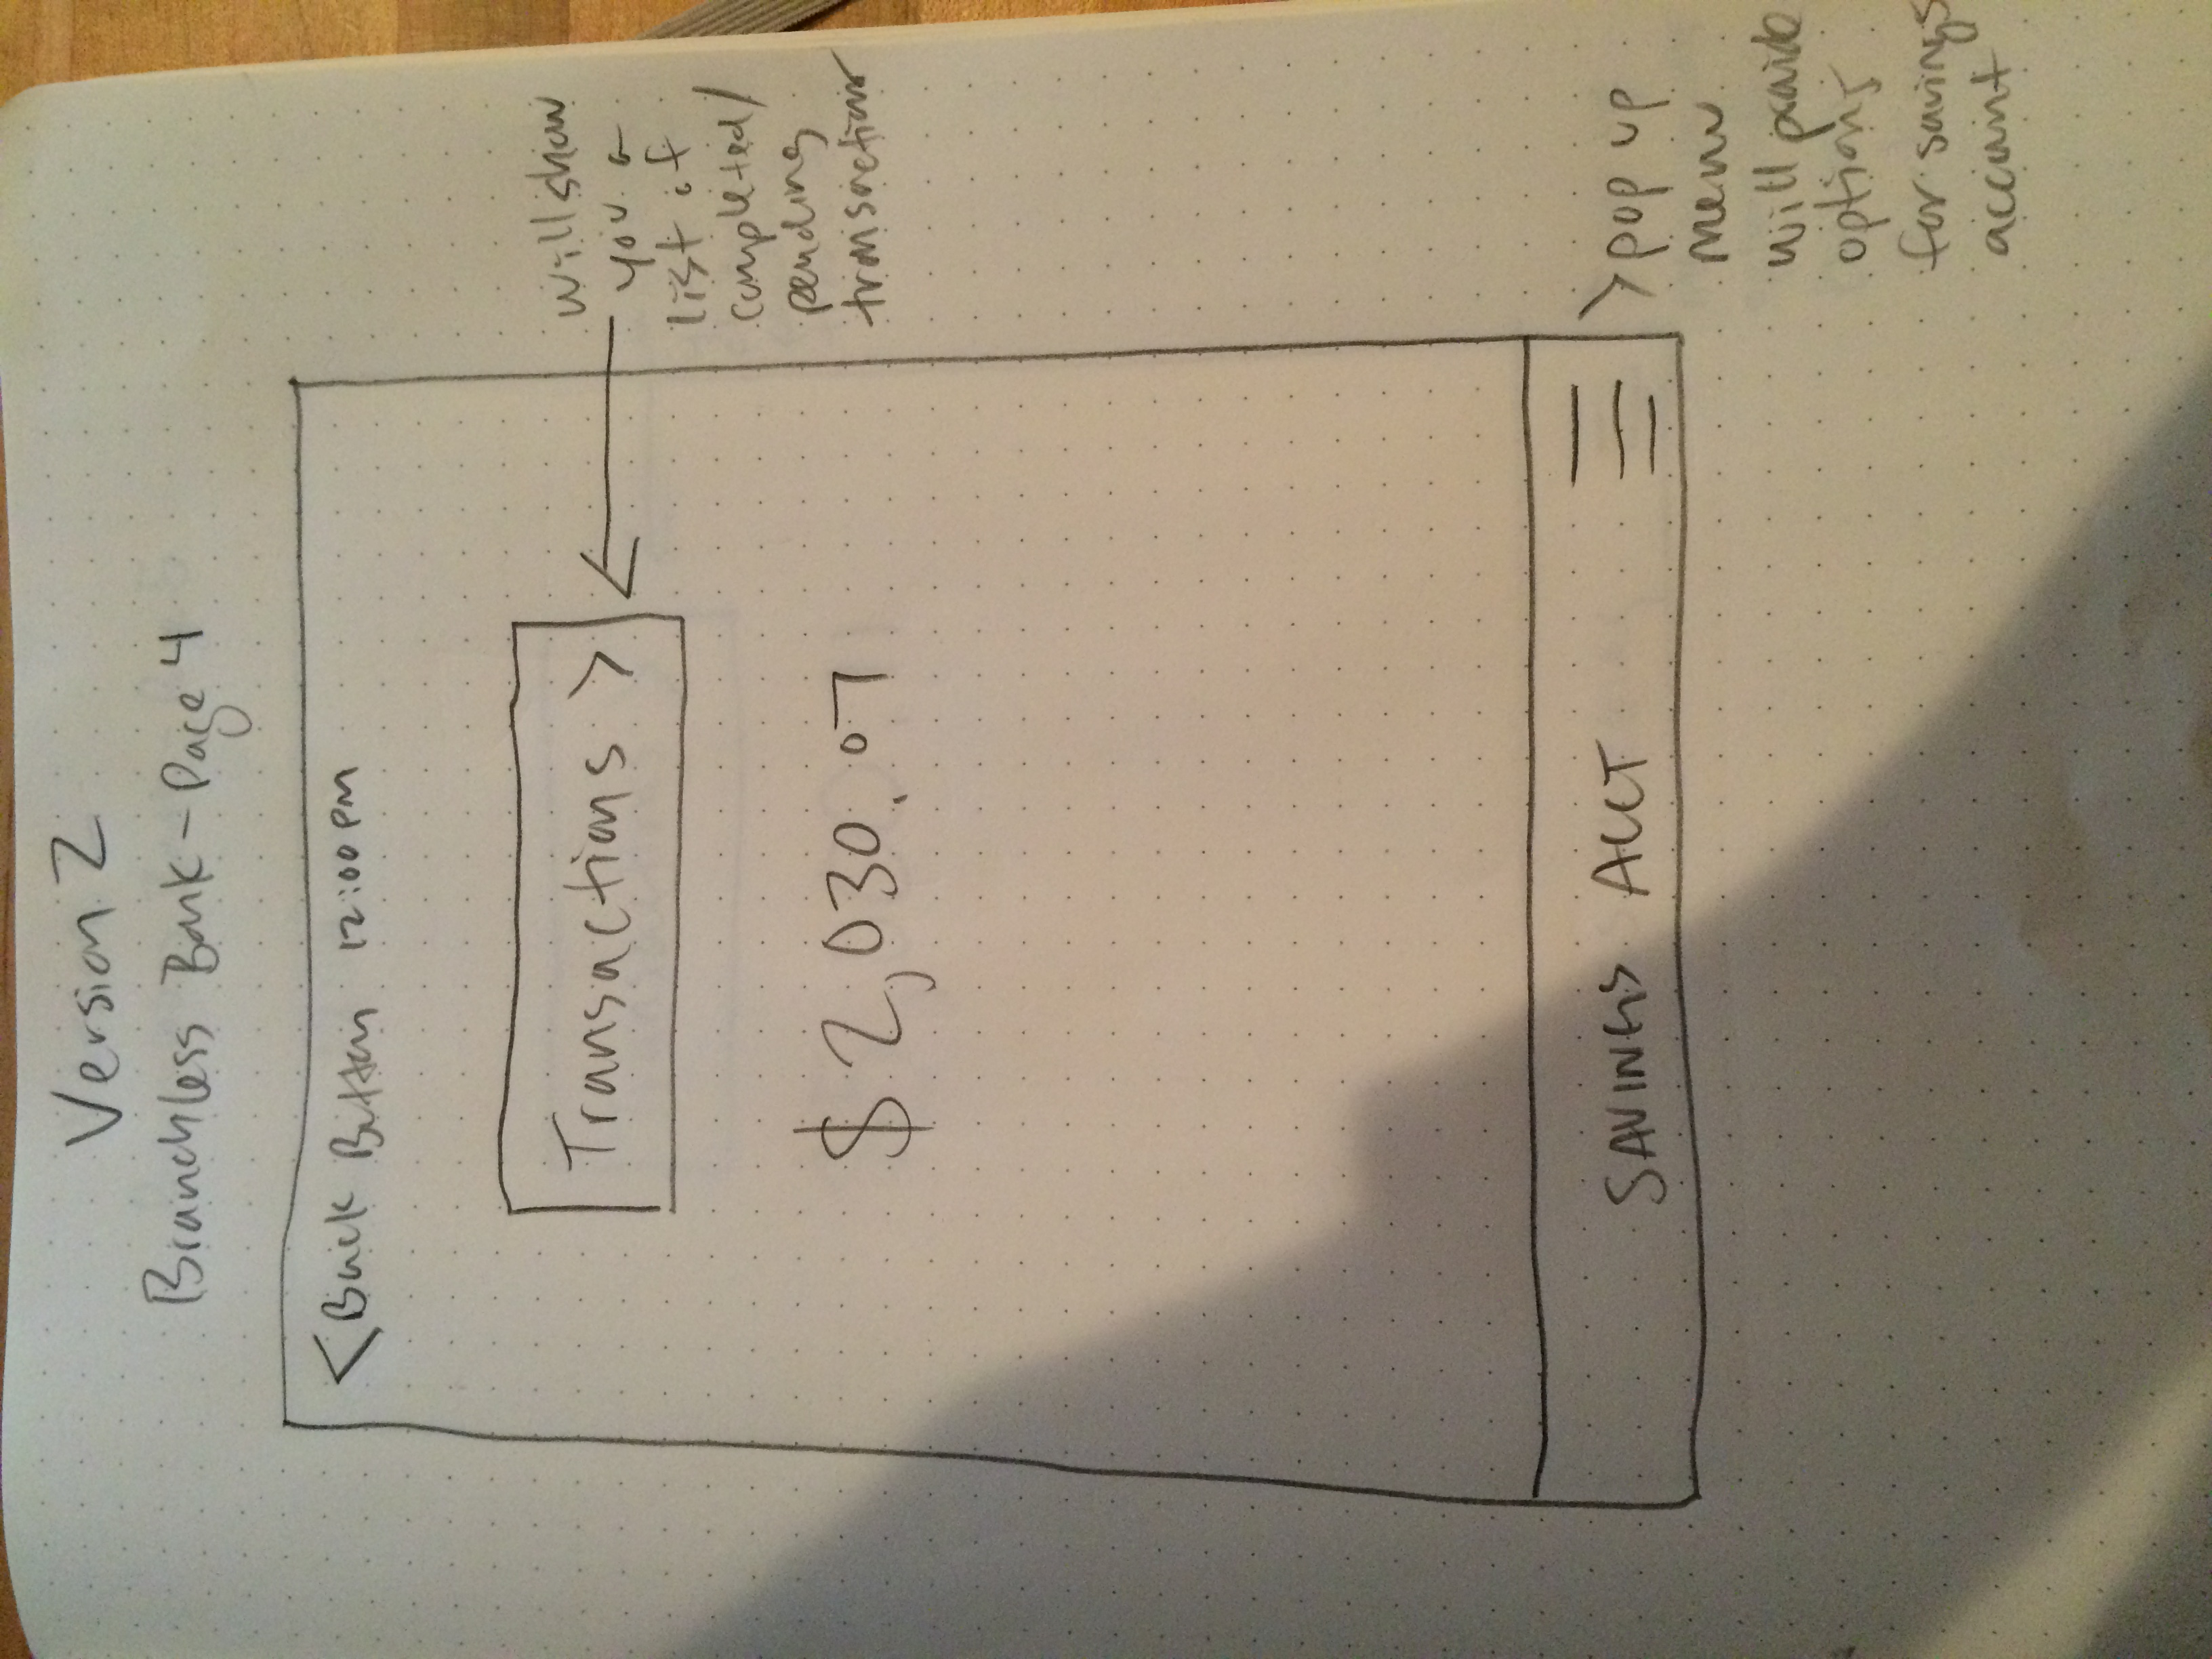 Version 2
Branchless Bank - Page 4
< Back Button 12:00 PM
Transactions >
will show
you a
list of
completed/
pending
transactions
$2,030.07
SAVINGS ACCT
> pop up
menu
will provide
options
for savings
account